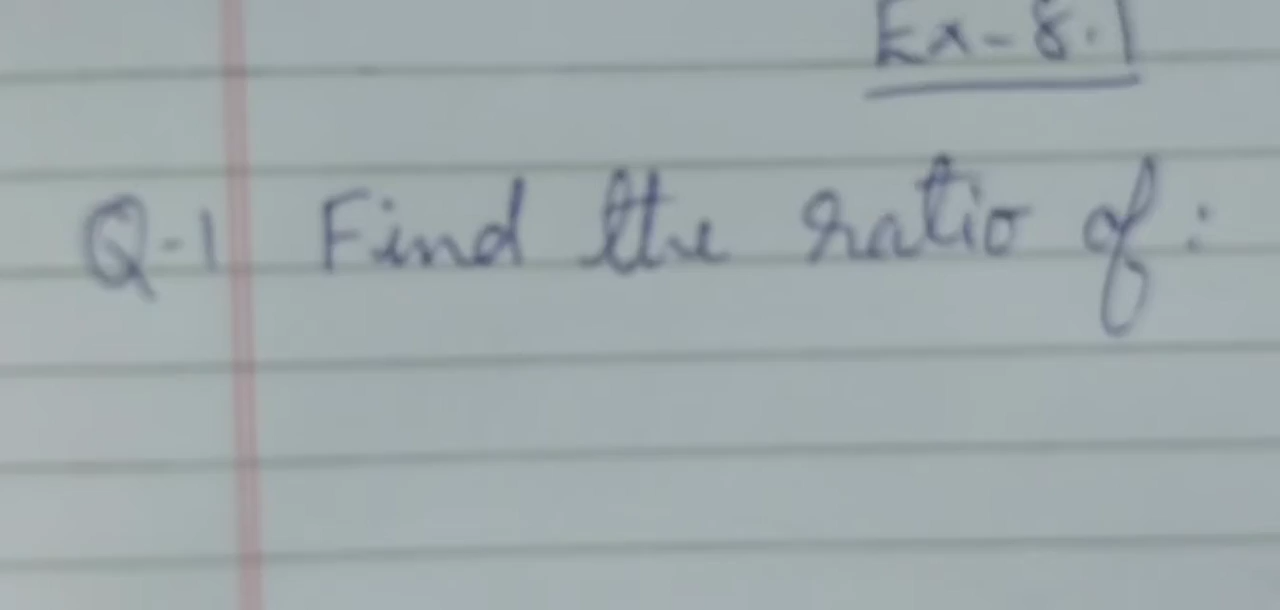 Ex-8.1
Q-1 Find the ratio of: